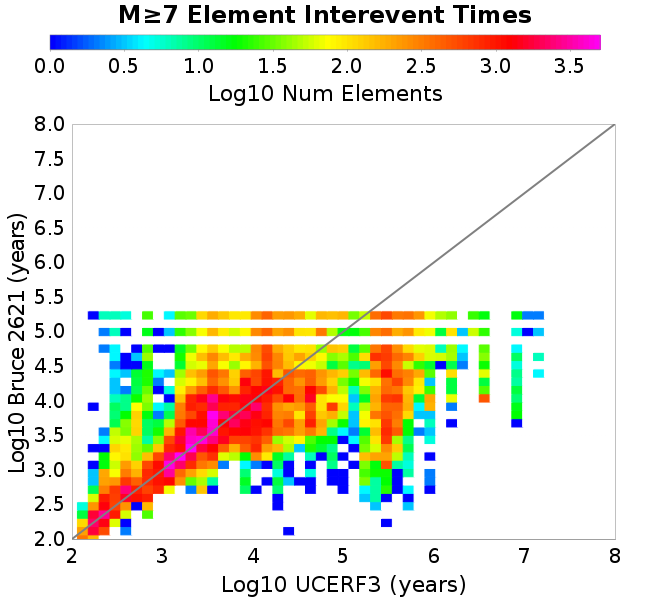 M≥7 Element Interevent Times
0.0 0.5 1.0 1.5 2.0 2.5 3.0 3.5
Log10 Num Elements
8.0
7.5
7.0
6.5
6.0
5.5
5.0
4.5
4.0
3.5
3.0
2.5
2.0
Log10 Bruce 2621 (years)
2 3 4 5 6 7 8
Log10 UCERF3 (years)